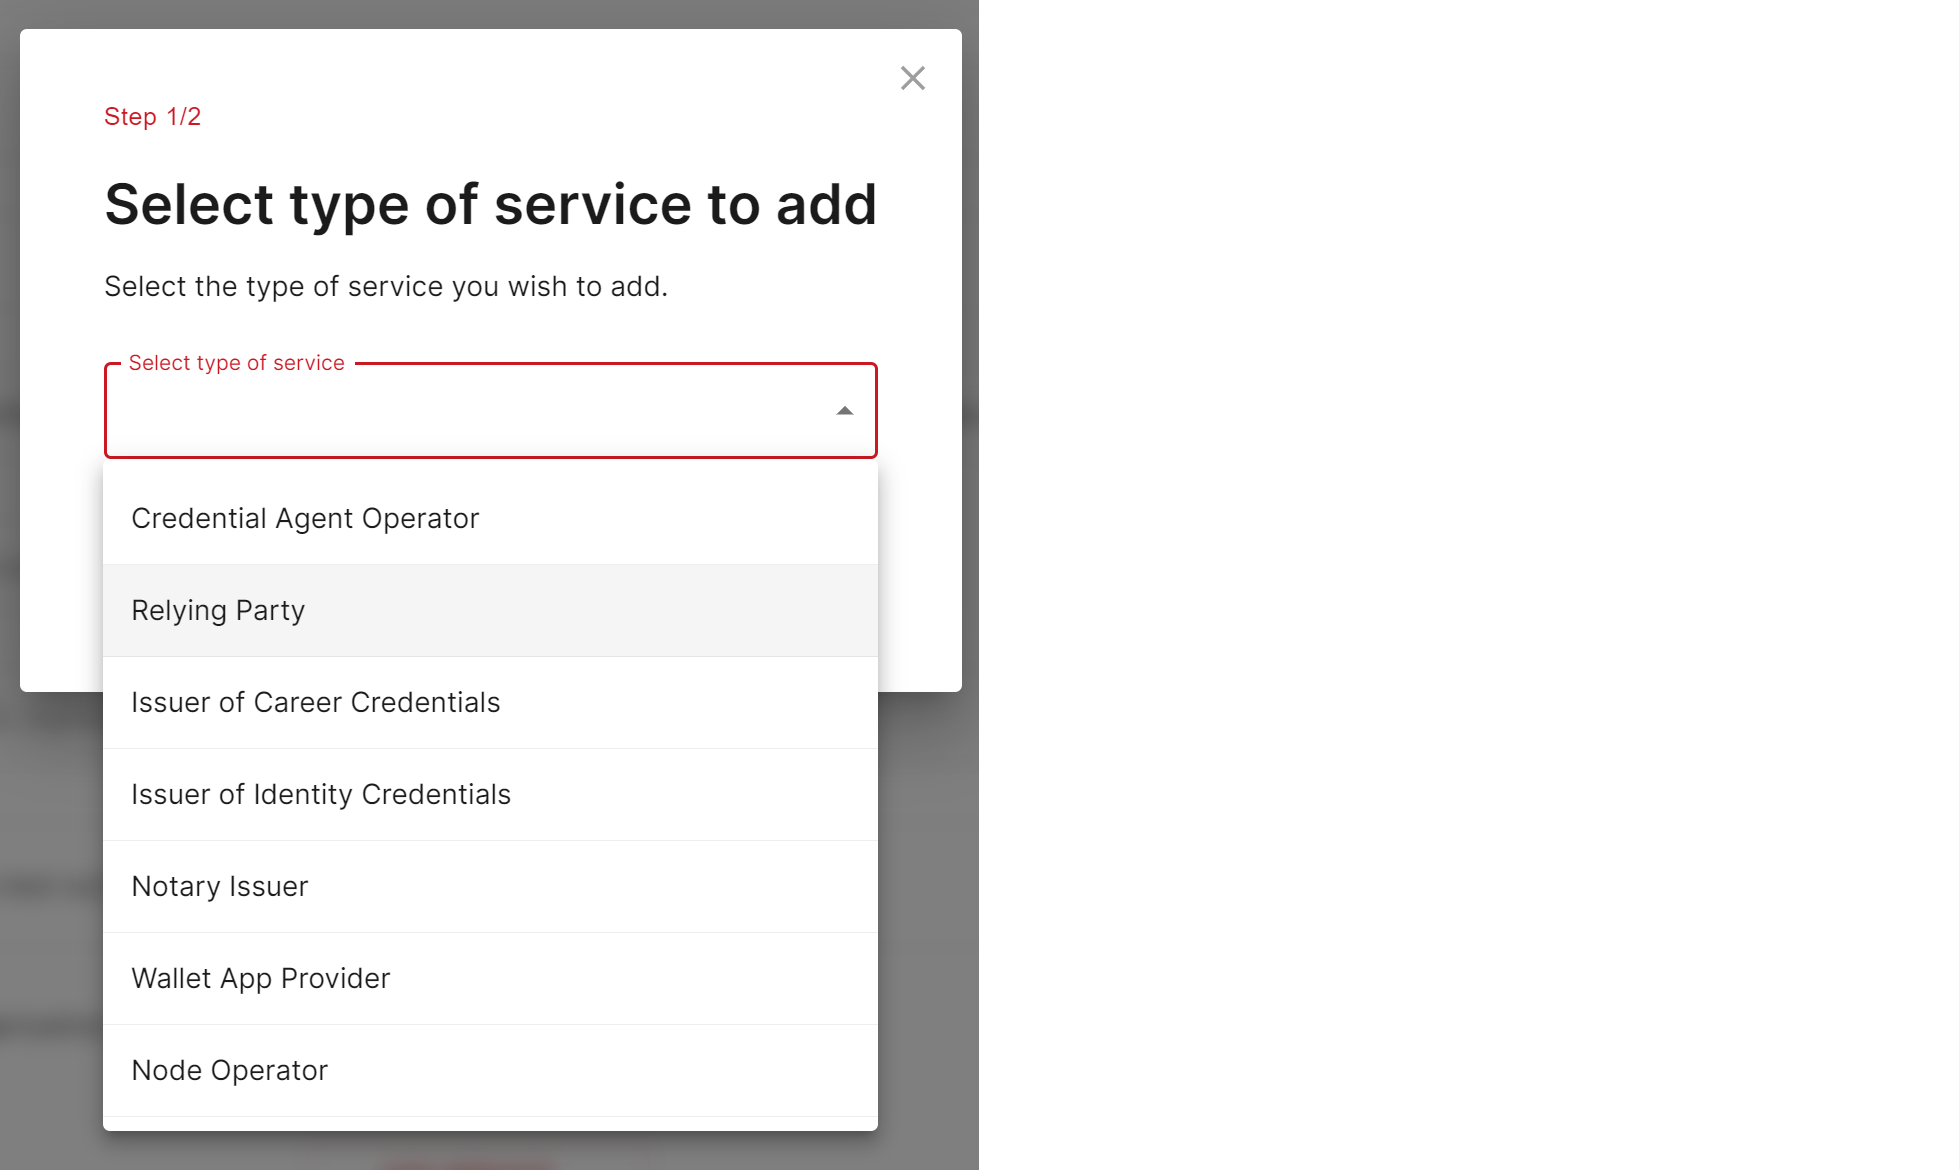 Step 1/2
Select type of service to add
Select the type of service you wish to add.
Select type of service
Credential Agent Operator
Relying Party
Issuer of Career Credentials
Issuer of Identity Credentials
Notary Issuer
Wallet App Provider
Node Operator